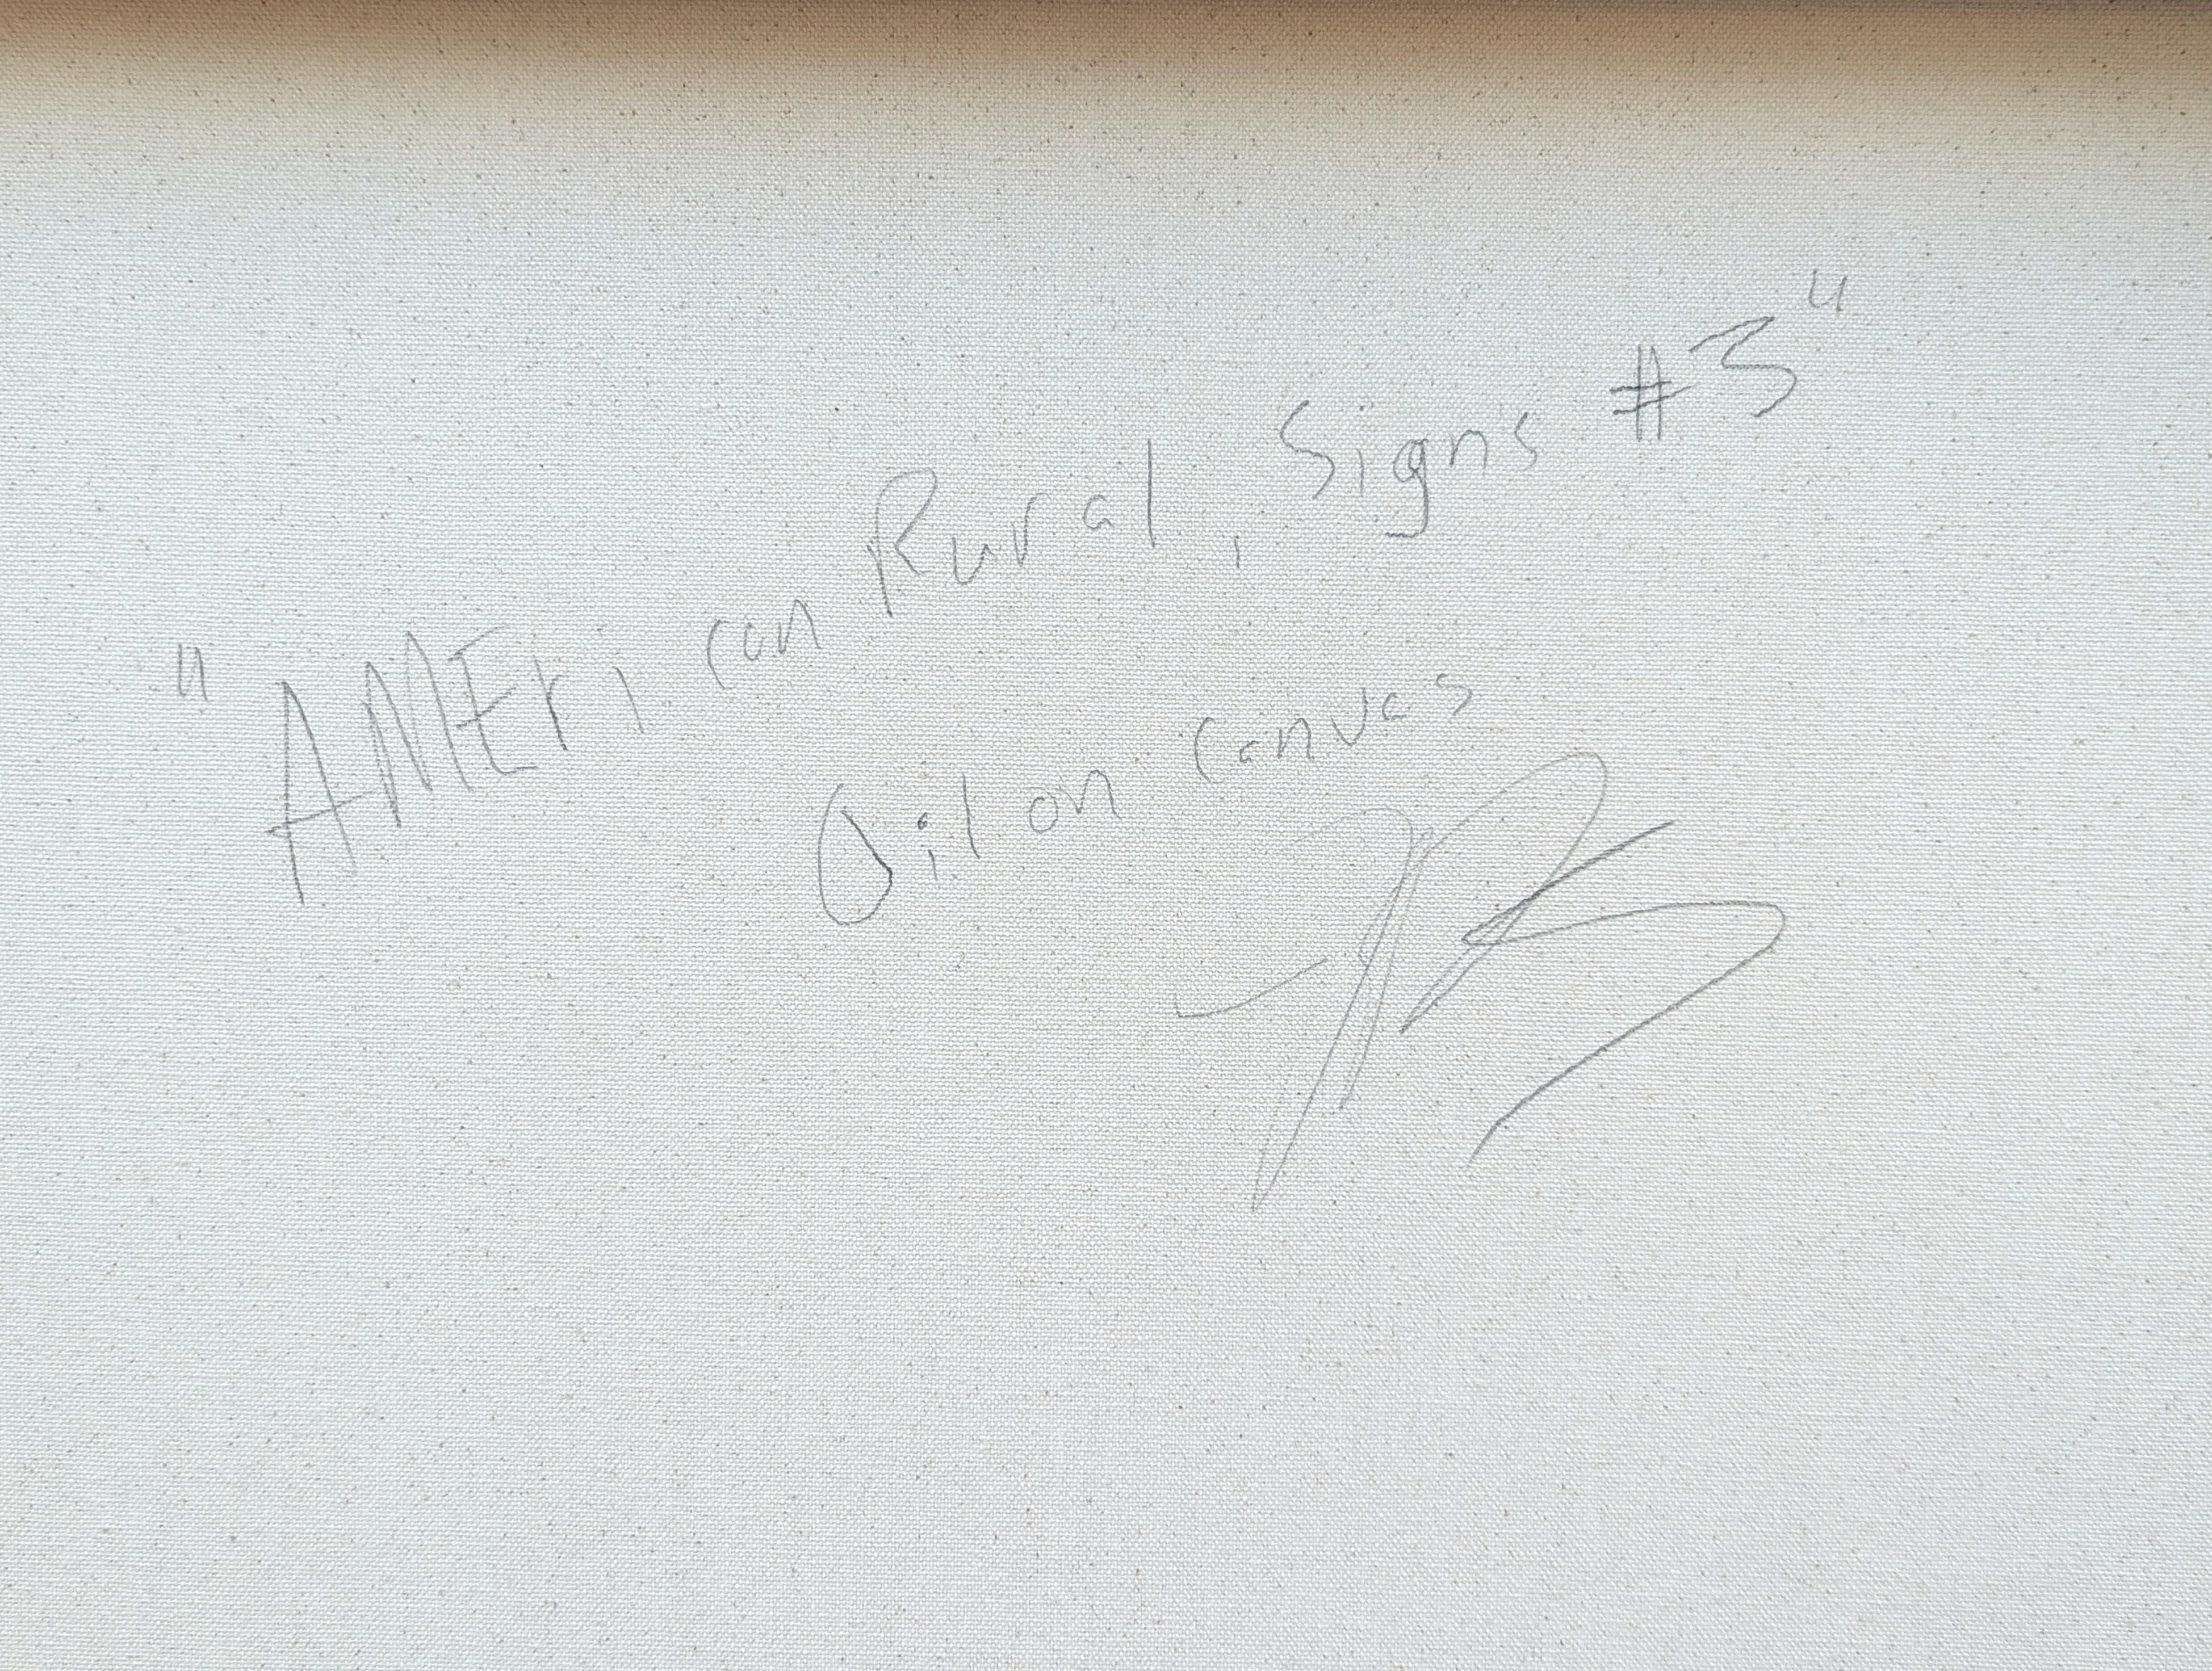 "AMErican Rural, Signs #3"
Oil on Canvas